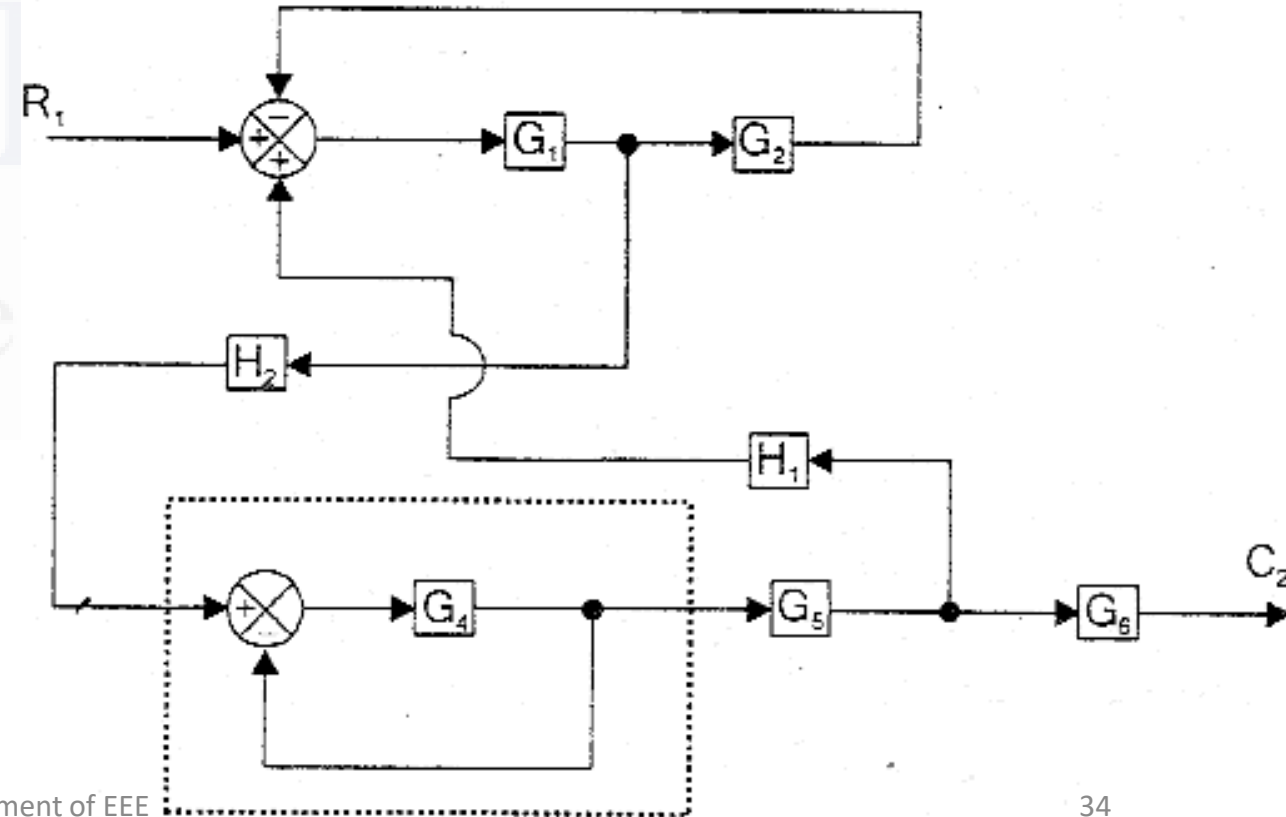 R₁
−
+
+
G₁
G₂
H₂
H₁
+
−
G₄
G₅
G₆
C₂
ment of EEE
34